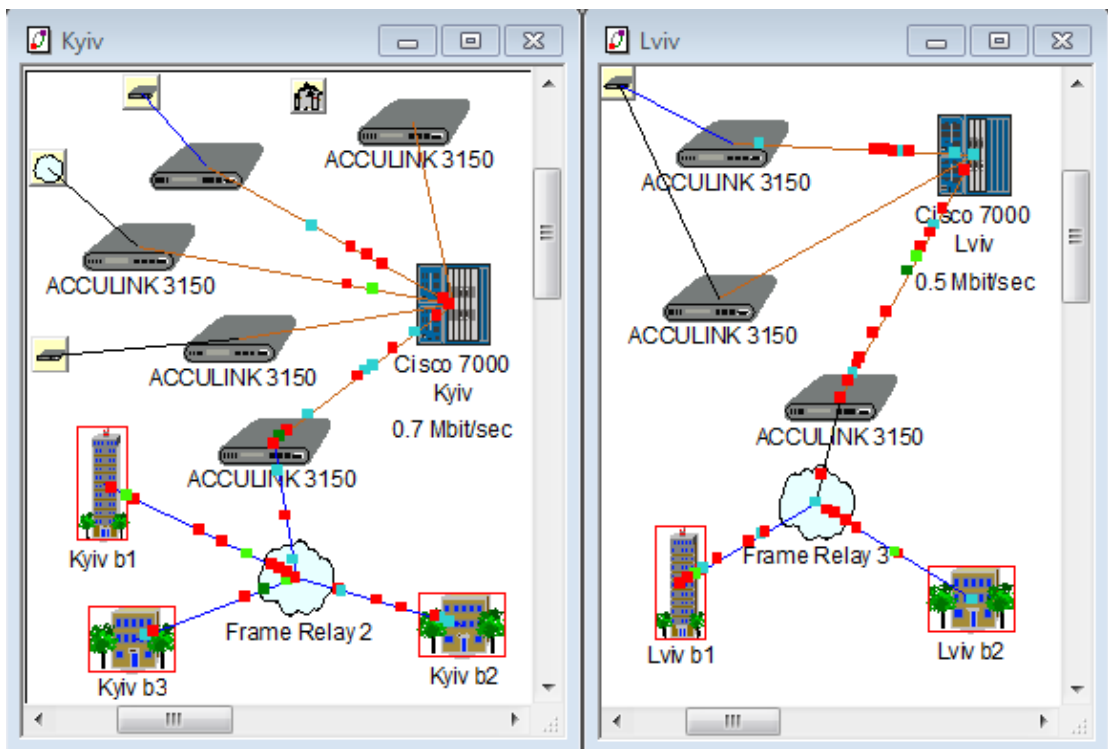 Kyiv
ACCULINK 3150
ACCULINK 3150
ACCULINK 3150
Cisco 7000
Kyiv
0.7 Mbit/sec
ACCULINK 3150
Kyiv b1
Frame Relay 2
Kyiv b3
Kyiv b2
Lviv
ACCULINK 3150
Cisco 7000
Lviv
0.5 Mbit/sec
ACCULINK 3150
ACCULINK 3150
Frame Relay 3
Lviv b1
Lviv b2